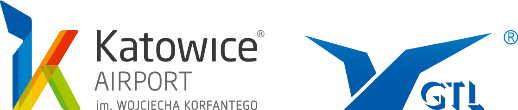 Katowice®
AIRPORT
im. WOJCIECHA KORFANTEGO
®
GTL